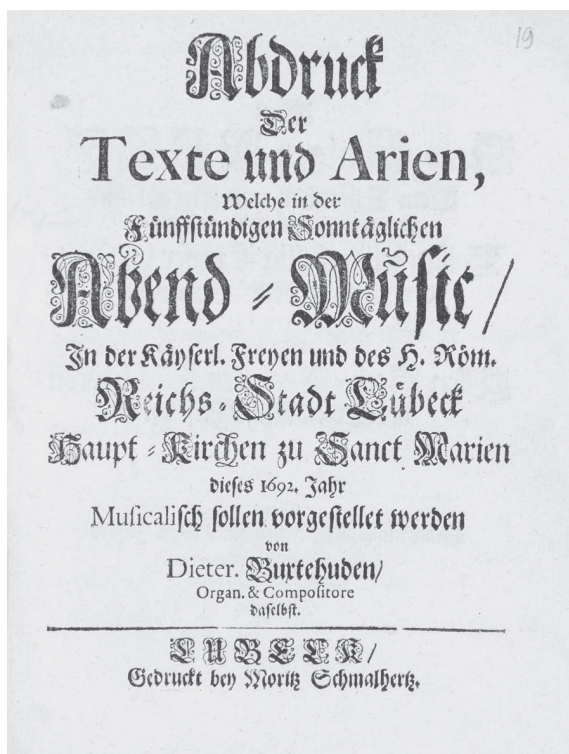 19
Abdruck
Der
Texte und Arien,
Welche in der
Fünffstündigen Sonntäglichen
Abend-Music/
In der Käyserl. Freyen und des H. Röm.
Reichs-Stadt Lübeck
Haupt-Kirchen zu Sanct Marien
dieses 1692. Jahr
Musicalisch sollen vorgestellet werden
von
Dieter. Buxtehuden/
Organ. & Compositore
daselbst.
LUBECK/
Gedruckt bey Moritz Schmalhertz.